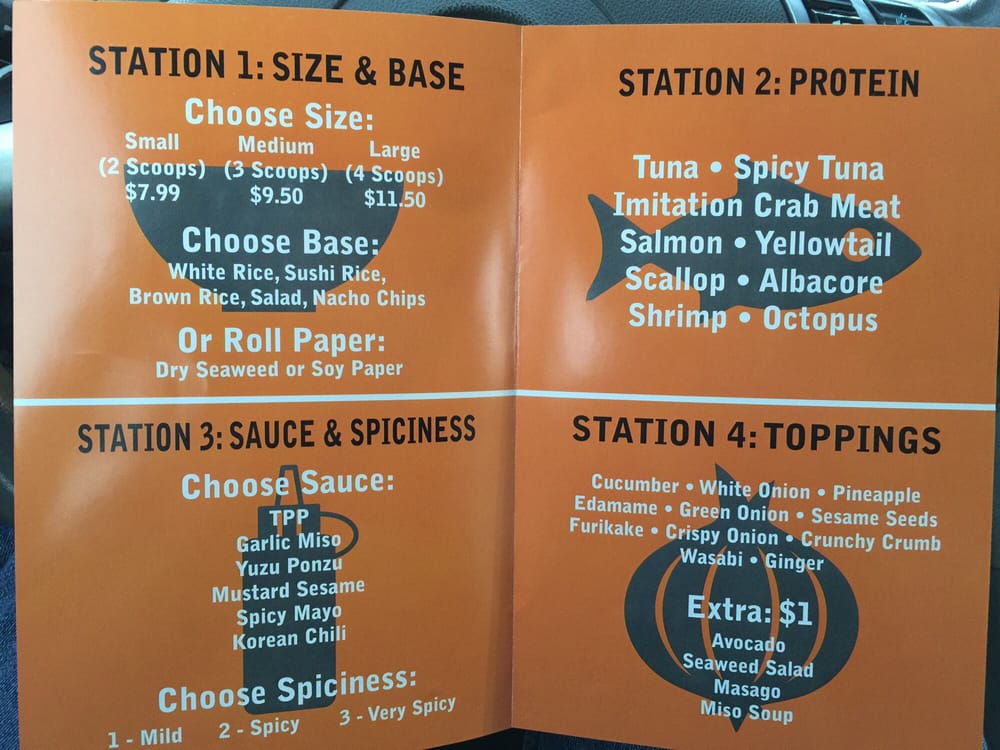 STATION 1: SIZE & BASE
Choose Size:
Small Medium Large
(2 Scoops) (3 Scoops) (4 Scoops)
$7.99 $9.50 $11.50
Choose Base:
White Rice, Sushi Rice,
Brown Rice, Salad, Nacho Chips
Or Roll Paper:
Dry Seaweed or Soy Paper
STATION 2: PROTEIN
Tuna • Spicy Tuna
Imitation Crab Meat
Salmon • Yellowtail
Scallop • Albacore
Shrimp • Octopus
STATION 3: SAUCE & SPICINESS
Choose Sauce:
TPP
Garlic Miso
Yuzu Ponzu
Mustard Sesame
Spicy Mayo
Korean Chili
Choose Spiciness:
1 - Mild 2 - Spicy 3 - Very Spicy
STATION 4: TOPPINGS
Cucumber • White Onion • Pineapple
Edamame • Green Onion • Sesame Seeds
Furikake • Crispy Onion • Crunchy Crumb
Wasabi • Ginger
Extra: $1
Avocado
Seaweed Salad
Masago
Miso Soup